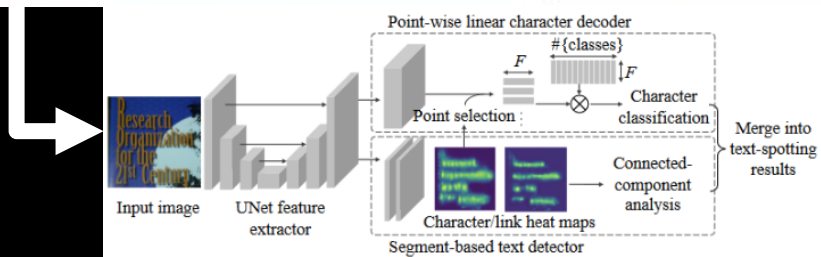 Point-wise linear character decoder
#{classes}
F
F
Point selection
Character
classification
Merge into
text-spotting
results
Research
Organization
for the
21st Century
Input image
UNet feature
extractor
Character/link heat maps
Connected-
component
analysis
Segment-based text detector